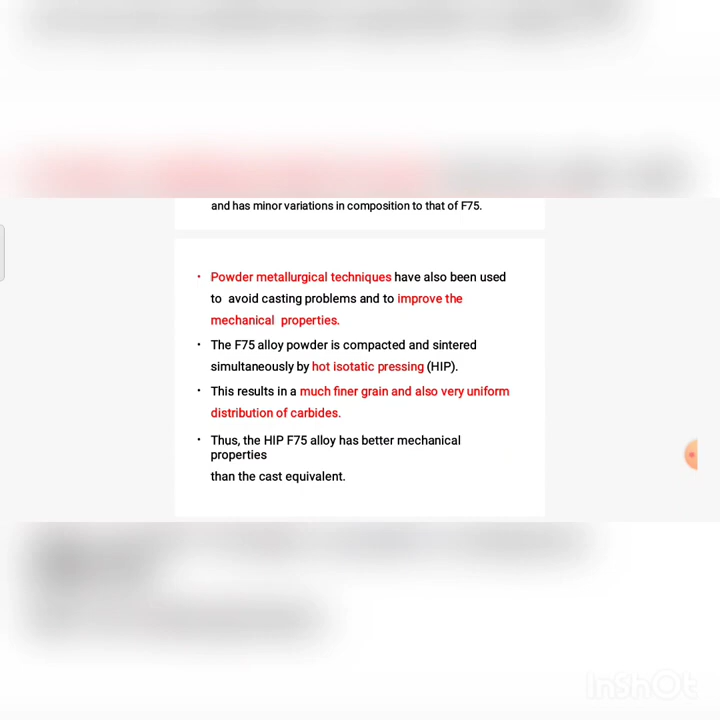 and has minor variations in composition to that of F75.
• Powder metallurgical techniques have also been used
to avoid casting problems and to improve the
mechanical properties.
• The F75 alloy powder is compacted and sintered
simultaneously by hot isotatic pressing (HIP).
• This results in a much finer grain and also very uniform
distribution of carbides.
• Thus, the HIP F75 alloy has better mechanical
properties
than the cast equivalent.
InShOt